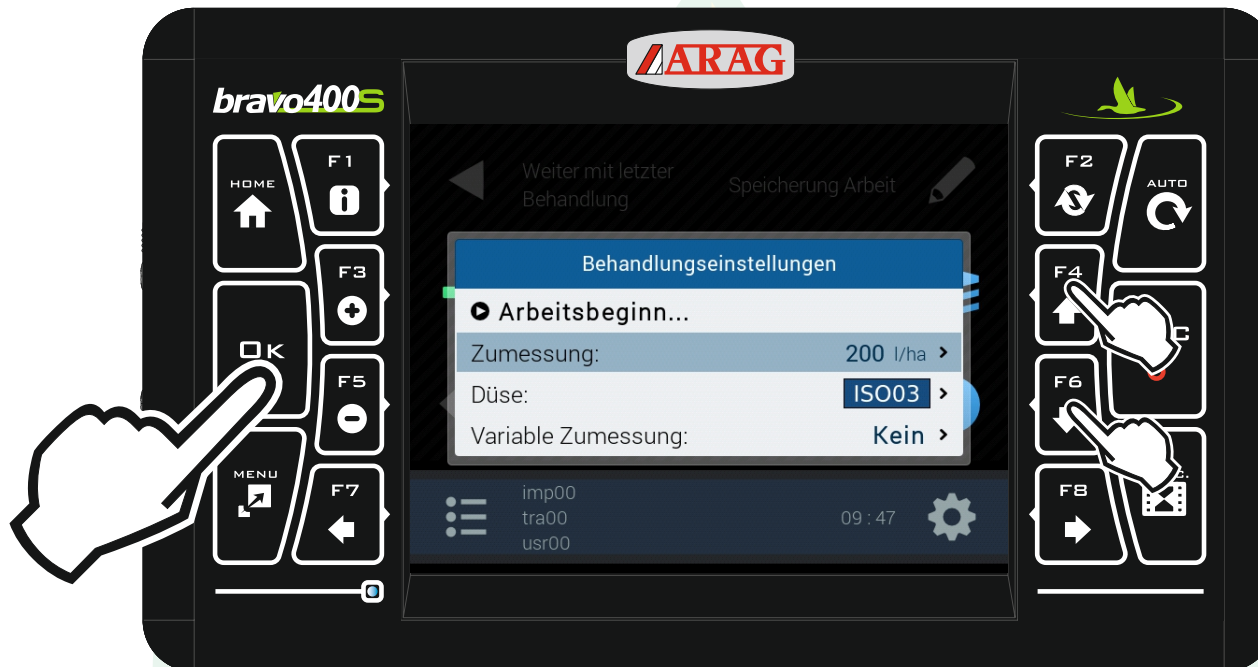 ARAG
bravo400S
HOME
F1
F3
OK
F5
MENU
F7
Weiter mit letzter
Behandlung
Speicherung Arbeit
Behandlungseinstellungen
Arbeitsbeginn...
Zumessung: 200 l/ha
Düse: ISO03
Variable Zumessung: Kein
imp00
tra00
usr00
09 : 47
F2
AUTO
F4
F6
F8